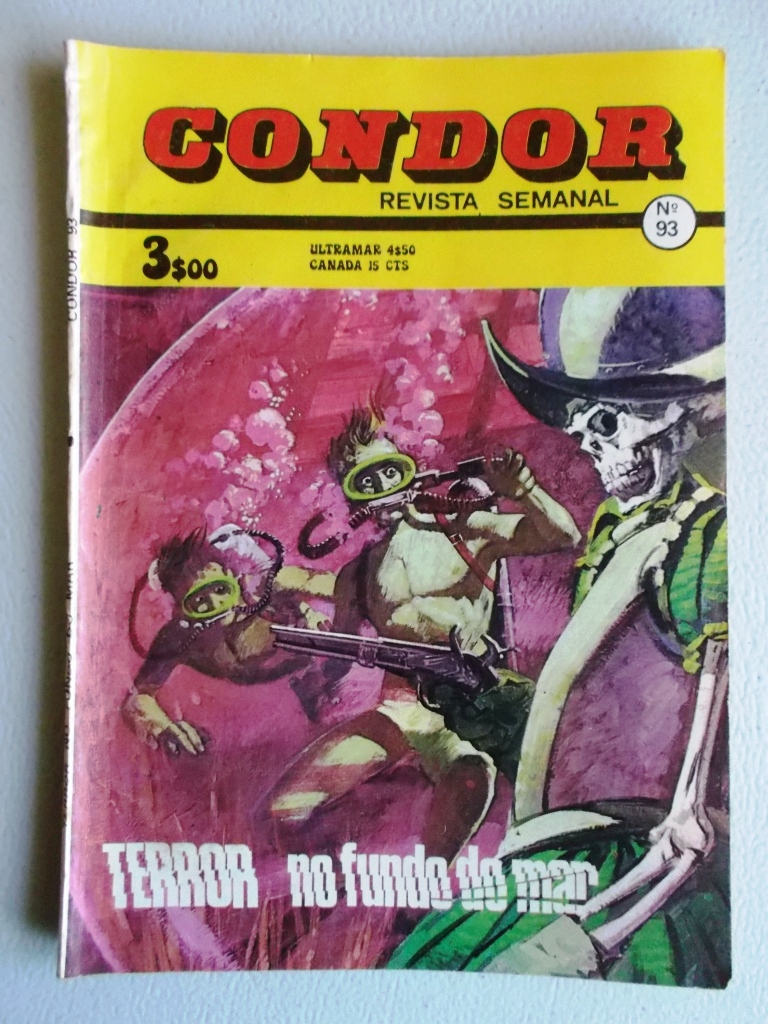 CONDOR
REVISTA SEMANAL
Nº
93
3$00
ULTRAMAR 4$50
CANADA 15 CTS
CONDOR 93
TERROR no fundo do mar